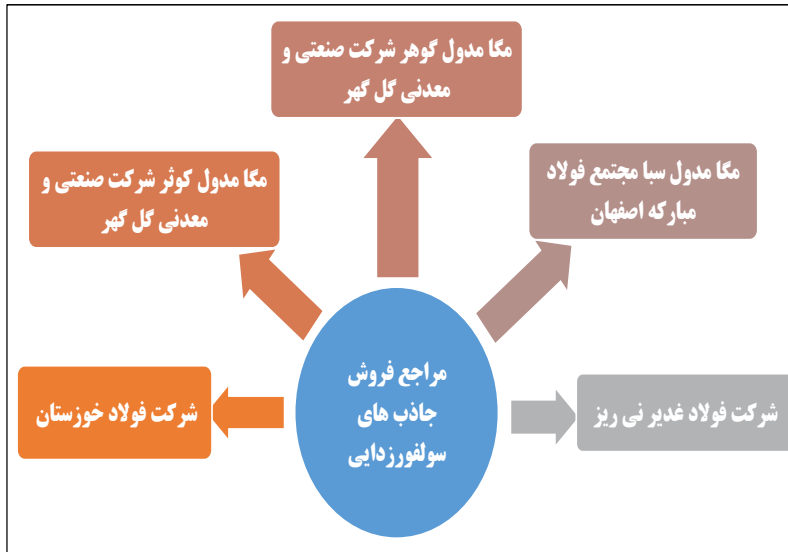 مگا مدول گوهر شرکت صنعتی و
معدنی گل گهر
مگا مدول سبا مجتمع فولاد
مبارکه اصفهان
مگا مدول کوثر شرکت صنعتی و
معدنی گل گهر
مراجع فروش
جاذب های
سولفورزدایی
شرکت فولاد غدیر نی ریز
شرکت فولاد خوزستان